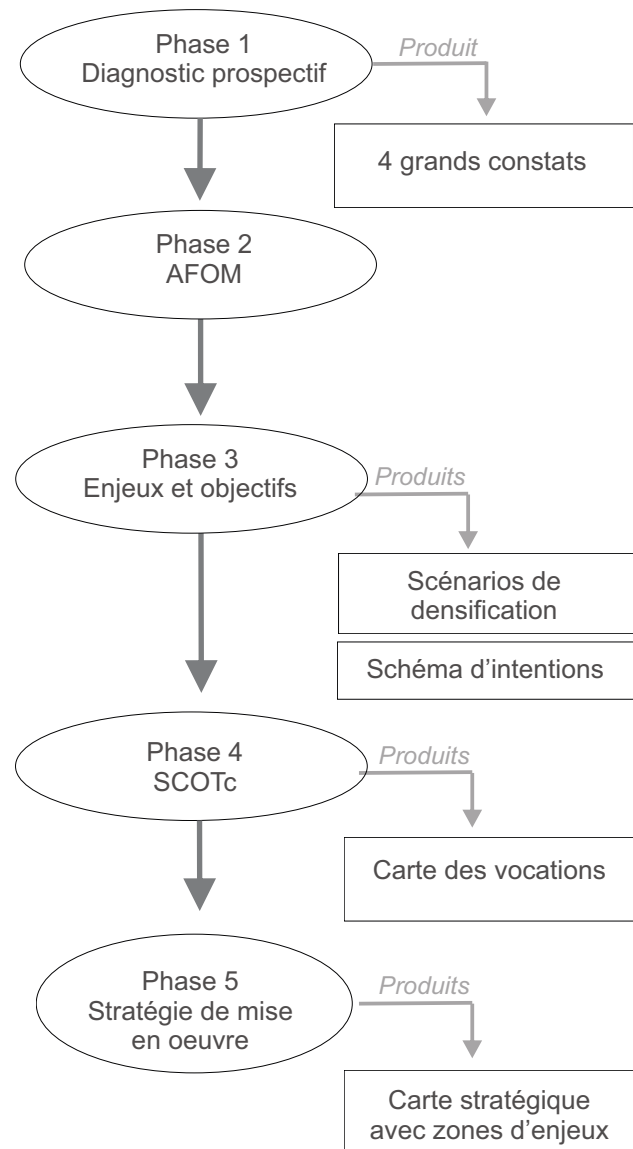 Phase 1
Diagnostic prospectif
Produit
4 grands constats
Phase 2
AFOM
Phase 3
Enjeux et objectifs
Produits
Scénarios de
densification
Schéma d'intentions
Phase 4
SCOTc
Produits
Carte des vocations
Phase 5
Stratégie de mise
en oeuvre
Produits
Carte stratégique
avec zones d'enjeux